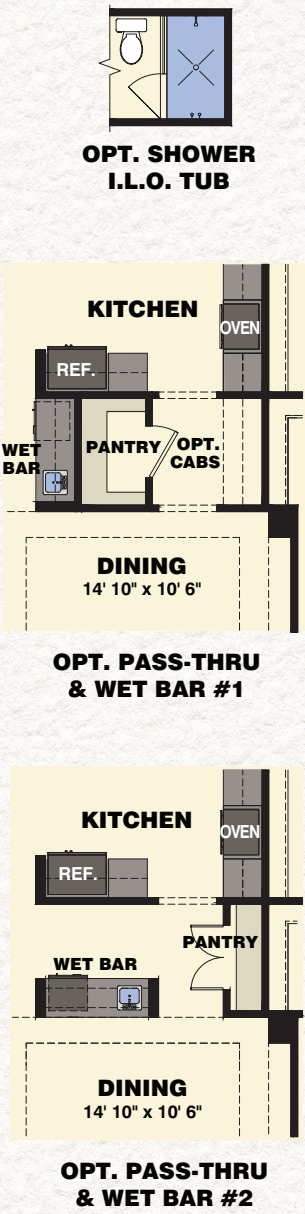 OPT. SHOWER
I.L.O. TUB
KITCHEN
OVEN
REF.
WET
BAR
PANTRY
OPT.
CABS
DINING
14' 10" x 10' 6"
OPT. PASS-THRU
& WET BAR #1
KITCHEN
OVEN
REF.
PANTRY
WET BAR
DINING
14' 10" x 10' 6"
OPT. PASS-THRU
& WET BAR #2